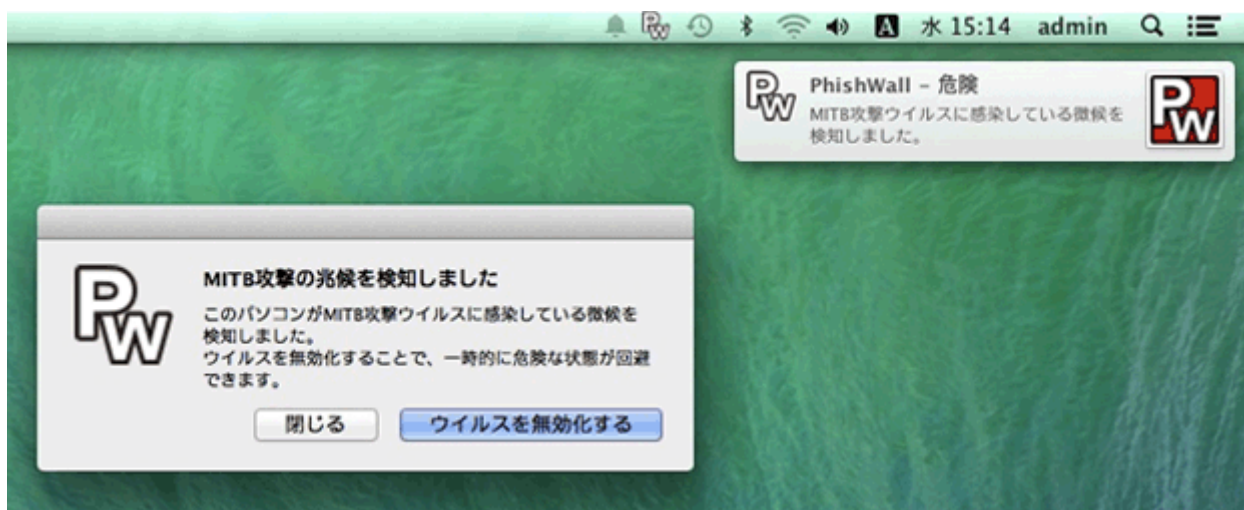 PW A 水 15:14 admin
PW PhishWall – 危険 PW
MITB攻撃ウイルスに感染している徴候を
検知しました。
PW
MITB攻撃の兆候を検知しました
このパソコンがMITB攻撃ウイルスに感染している徴候を
検知しました。
ウイルスを無効化することで、一時的に危険な状態が回避
できます。
閉じる ウイルスを無効化する